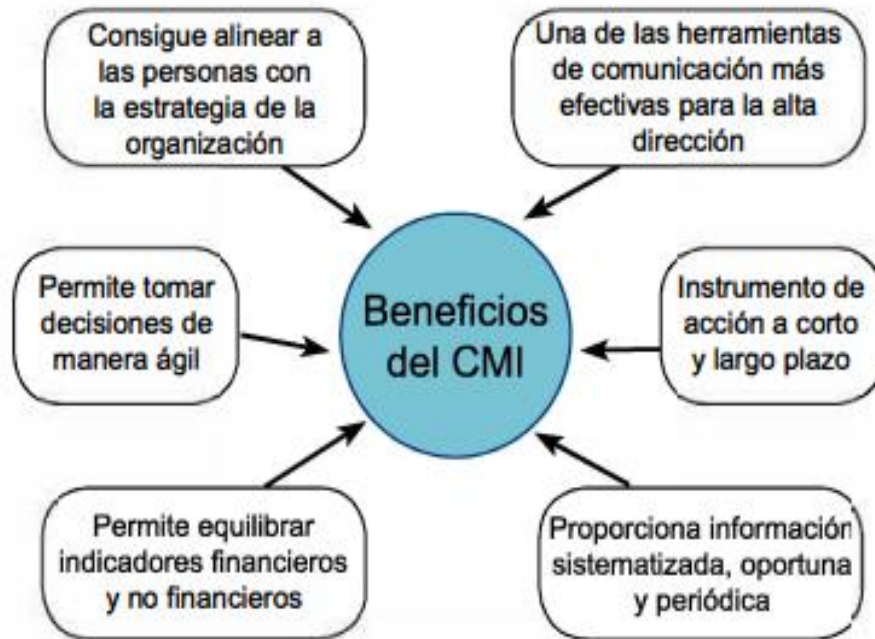 Consigue alinear a
las personas con
la estrategia de la
organización
Una de las herramientas
de comunicación más
efectivas para la alta
dirección
Permite tomar
decisiones de
manera ágil
Beneficios
del CMI
Instrumento de
acción a corto
y largo plazo
Permite equilibrar
indicadores financieros
y no financieros
Proporciona información
sistematizada, oportuna
y periódica